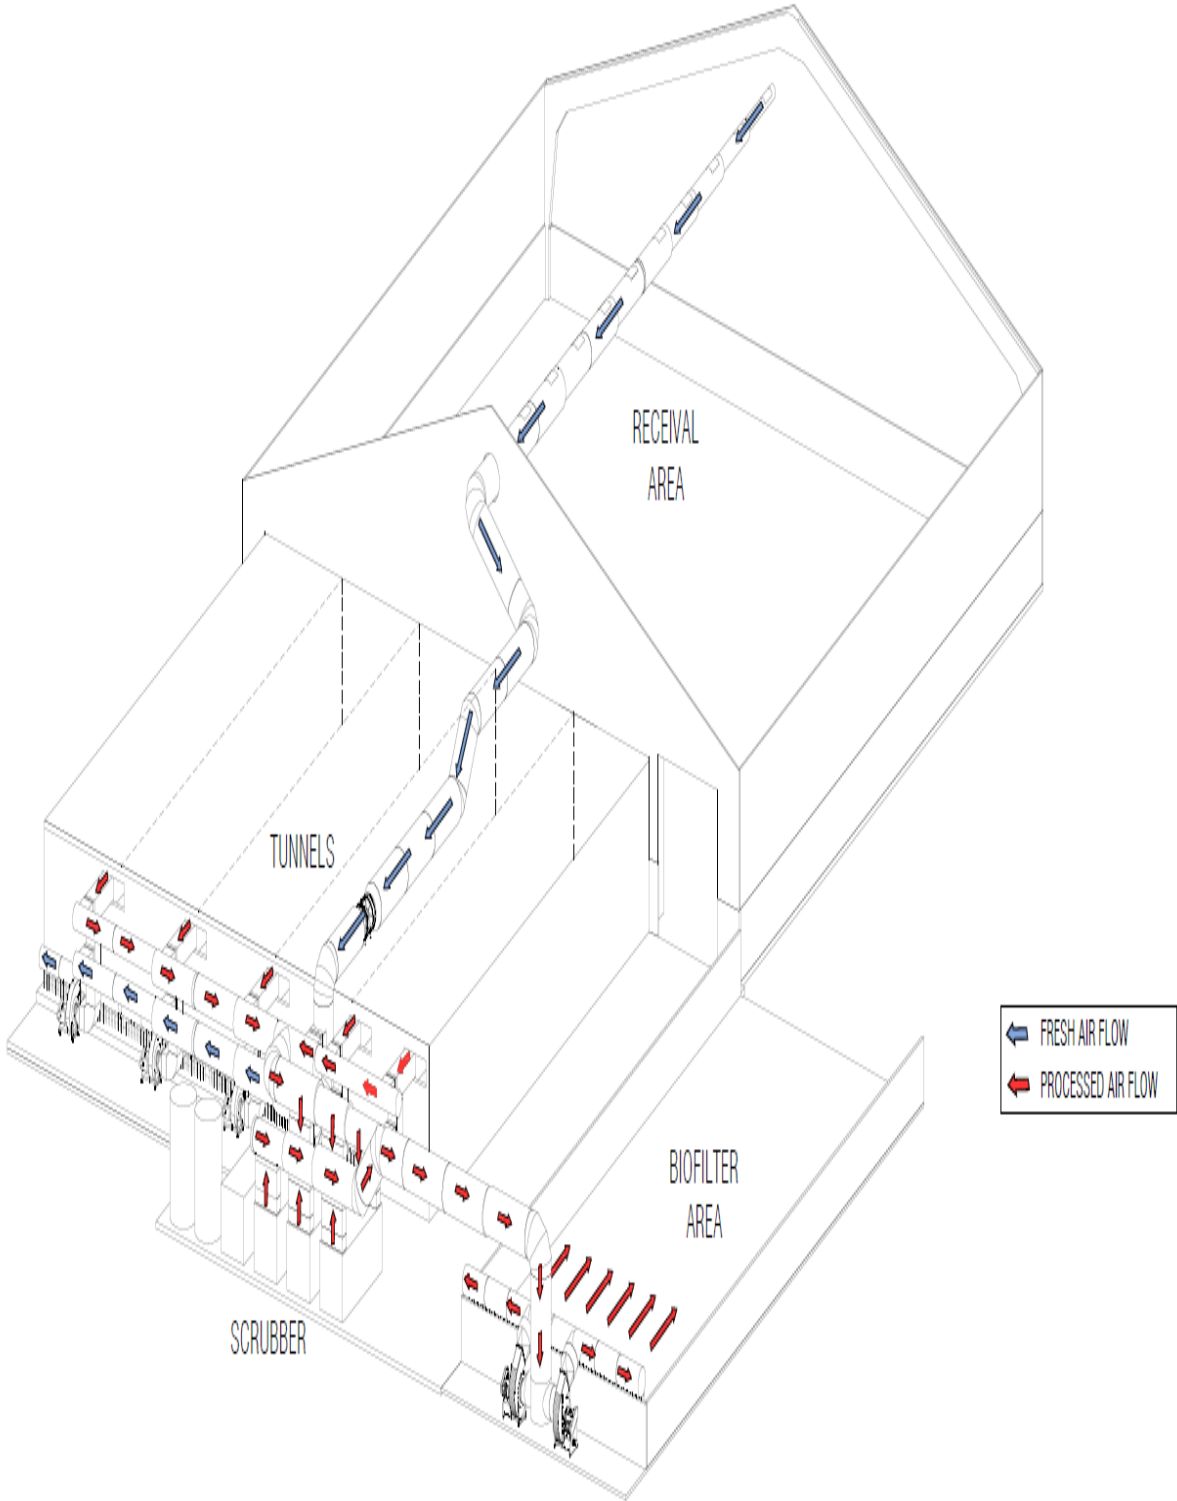 RECEIVAL
AREA
TUNNELS
FRESH AIR FLOW
PROCESSED AIR FLOW
BIOFILTER
AREA
SCRUBBER